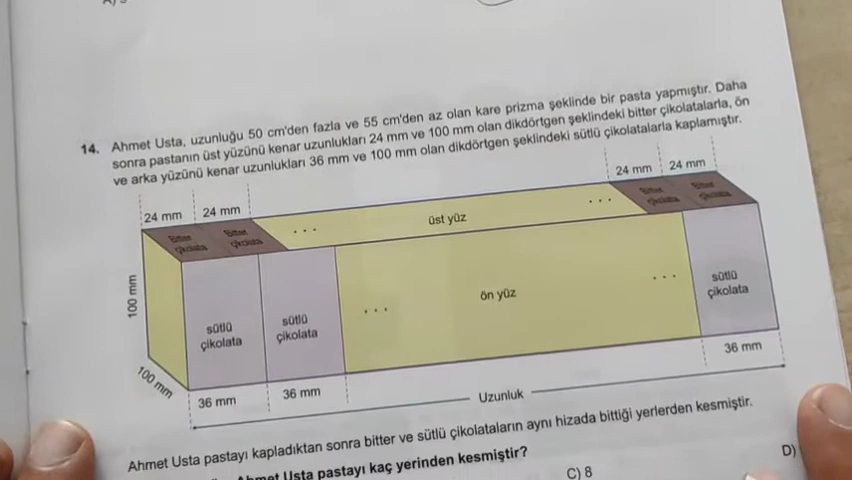 14. Ahmet Usta, uzunluğu 50 cm'den fazla ve 55 cm'den az olan kare prizma şeklinde bir pasta yapmıştır. Daha
sonra pastanın üst yüzünü kenar uzunlukları 24 mm ve 100 mm olan dikdörtgen şeklindeki bitter çikolatalarla, ön
ve arka yüzünü kenar uzunlukları 36 mm ve 100 mm olan dikdörtgen şeklindeki sütlü çikolatalarla kaplamıştır.
24 mm 24 mm
24 mm 24 mm
Bitter çikolata
Bitter çikolata
. . .
üst yüz
. . .
Bitter çikolata
Bitter çikolata
100 mm
sütlü
çikolata
sütlü
çikolata
. . .
ön yüz
. . .
sütlü
çikolata
100 mm
36 mm
36 mm
Uzunluk
36 mm
Ahmet Usta pastayı kapladıktan sonra bitter ve sütlü çikolataların aynı hizada bittiği yerlerden kesmiştir.
Ahmet Usta pastayı kaç yerinden kesmiştir?
C) 8
D)